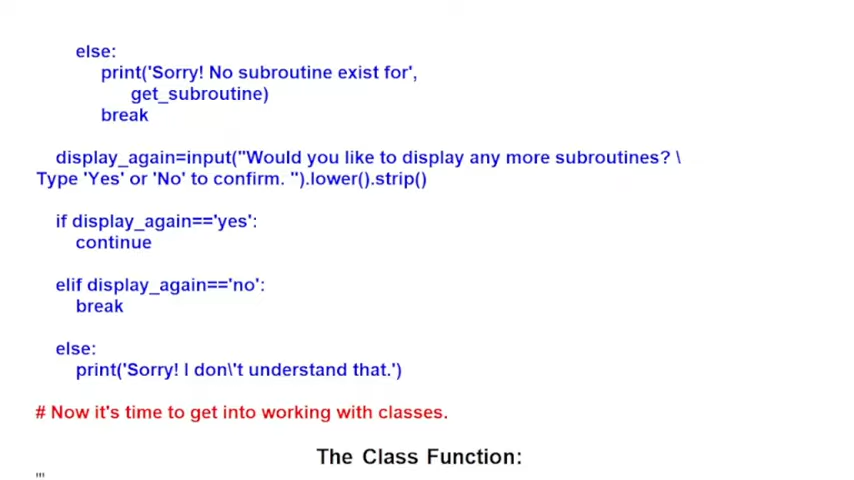 else:
print('Sorry! No subroutine exist for',
get_subroutine)
break
display_again=input("Would you like to display any more subroutines? \
Type 'Yes' or 'No' to confirm. ").lower().strip()
if display_again=='yes':
continue
elif display_again=='no':
break
else:
print('Sorry! I don\'t understand that.')
# Now it's time to get into working with classes.
The Class Function:
'''